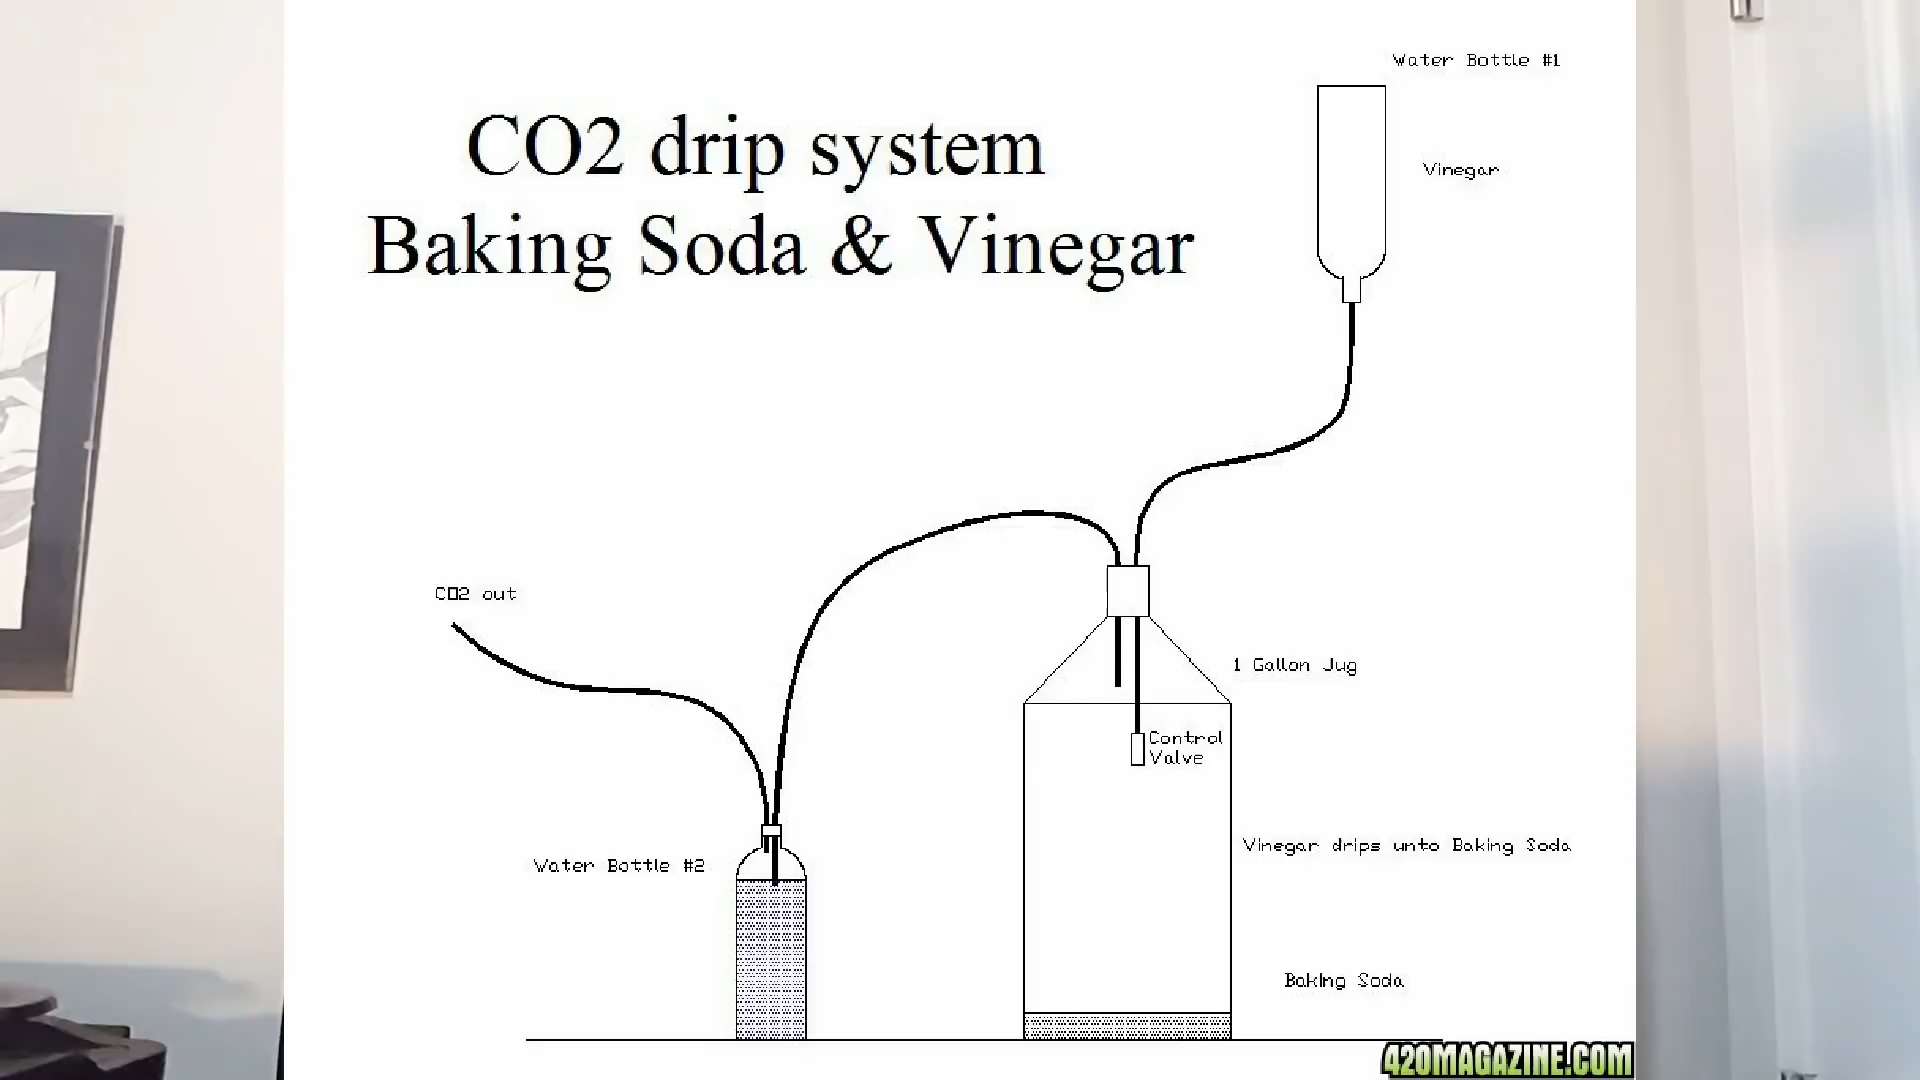 Water Bottle #1
CO2 drip system
Baking Soda & Vinegar
Vinegar
CO2 out
1 Gallon Jug
Control
Valve
Water Bottle #2
Vinegar drips unto Baking Soda
Baking Soda
420MAGAZINE.COM